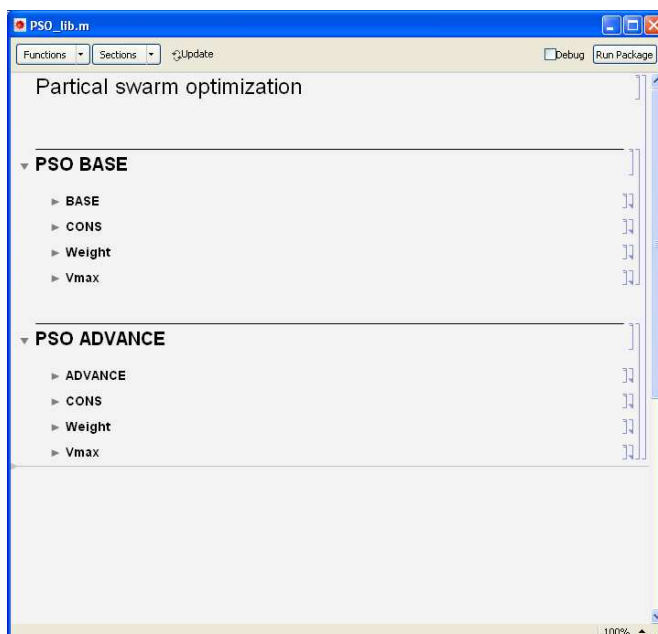 PSO_lib.m
Functions Sections Update Debug Run Package
Partical swarm optimization
PSO BASE
BASE
CONS
Weight
Vmax
PSO ADVANCE
ADVANCE
CONS
Weight
Vmax
100%